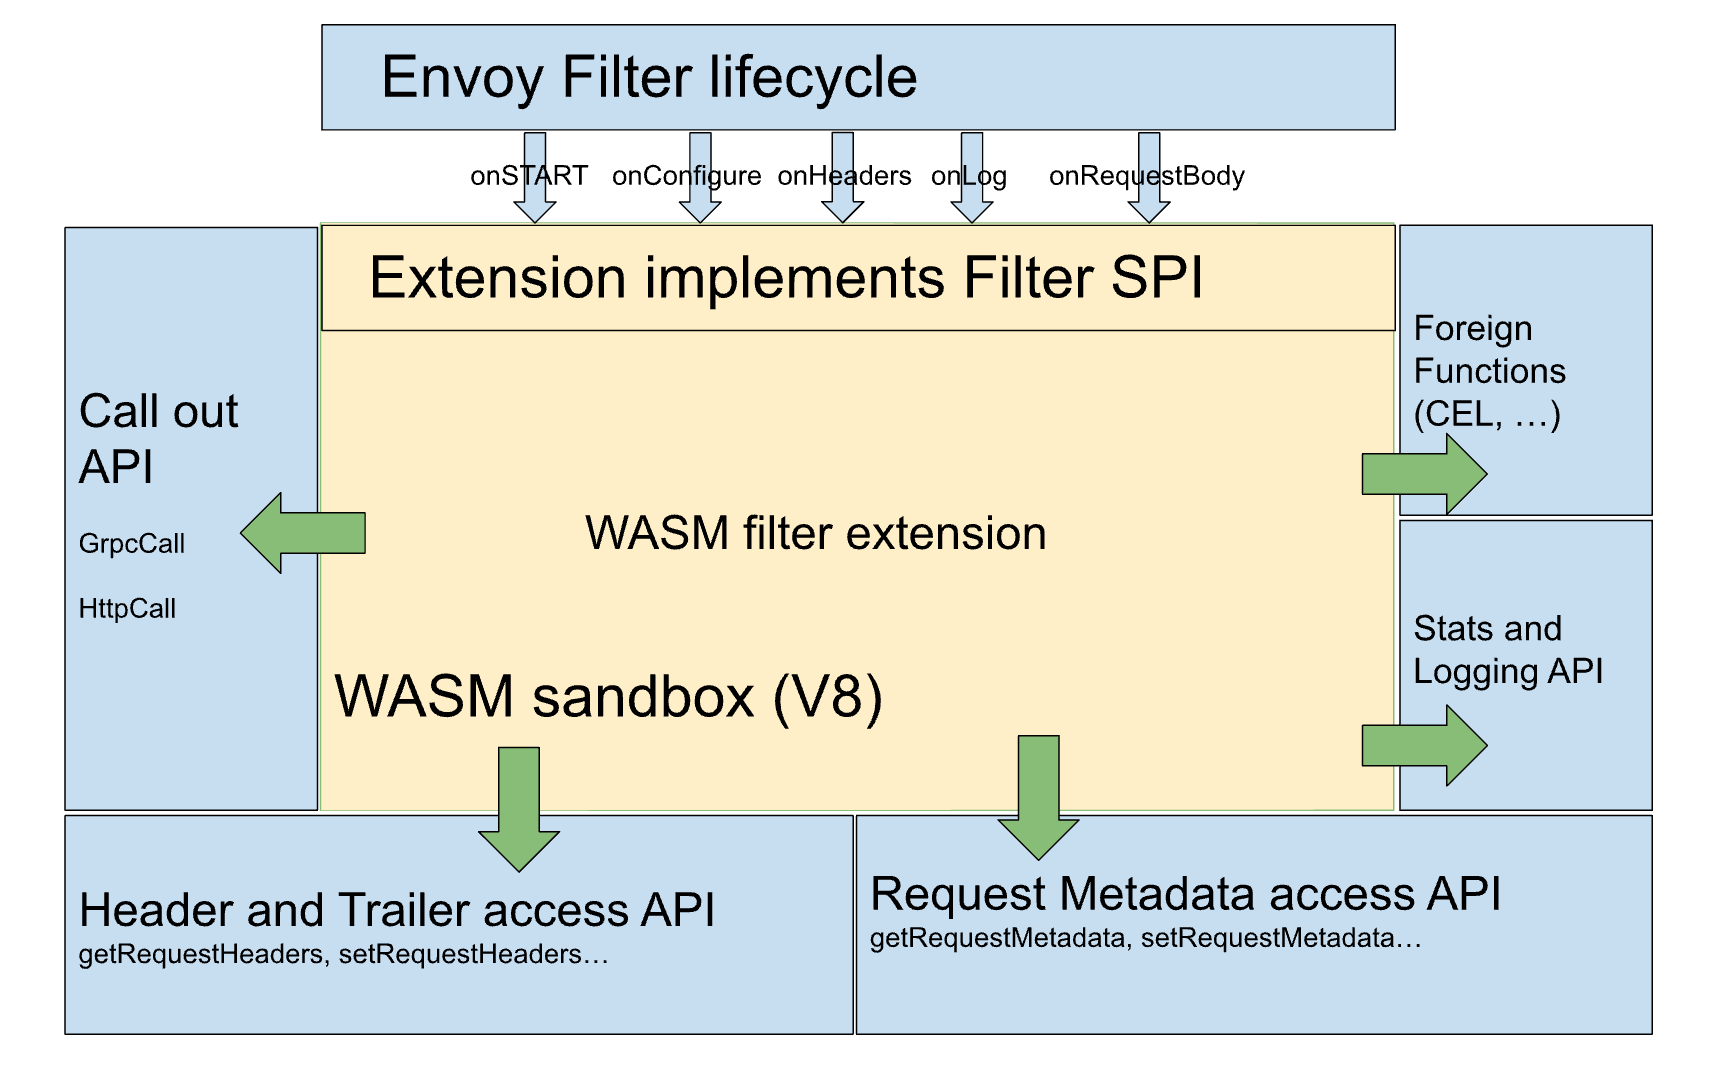 Envoy Filter lifecycle
onSTART onConfigure onHeaders onLog onRequestBody
Extension implements Filter SPI
Call out
API
GrpcCall
HttpCall
WASM filter extension
WASM sandbox (V8)
Foreign
Functions
(CEL, …)
Stats and
Logging API
Header and Trailer access API
getRequestHeaders, setRequestHeaders…
Request Metadata access API
getRequestMetadata, setRequestMetadata…